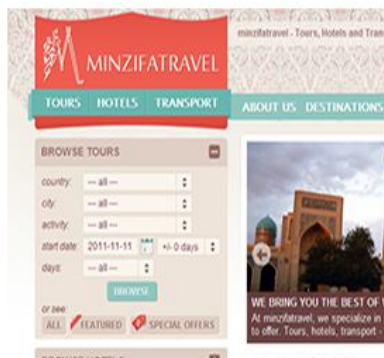 minzifatravel - Tours, Hotels and Tran
MINZIFATRAVEL
TOURS HOTELS TRANSPORT ABOUT US DESTINATIONS
BROWSE TOURS
country: --- all ---
city: --- all ---
activity: --- all ---
start date: 2011-11-11 +/- 0 days
days: --- all ---
BROWSE
or see:
ALL FEATURED SPECIAL OFFERS
WE BRING YOU THE BEST OF
At minzifatravel, we specialize in
to offer. Tours, hotels, transport -
BROWSE HOTELS